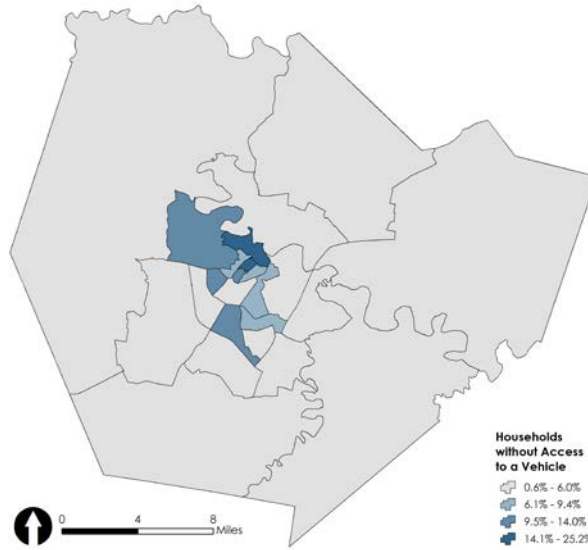 Households
without Access
to a Vehicle
0.6% - 6.0%
6.1% - 9.4%
9.5% - 14.0%
14.1% - 25.2%
0 4 8
Miles